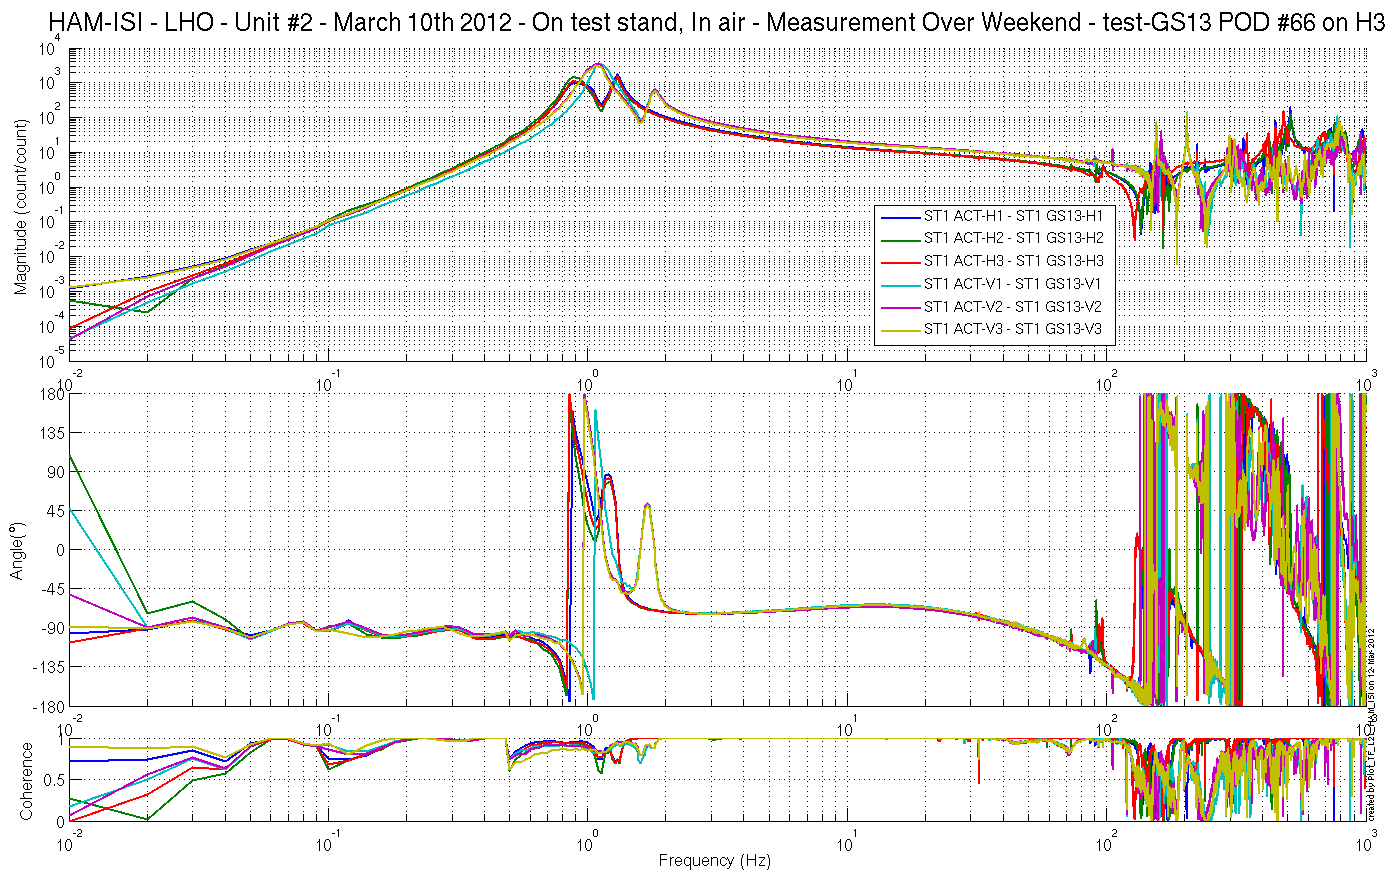 HAM-ISI - LHO - Unit #2 - March 10th 2012 - On test stand, In air - Measurement Over Weekend - test-GS13 POD #66 on H3
Magnitude (count/count)
10^4
10^3
10^2
10^1
10^0
10^-1
10^-2
10^-3
10^-4
10^-5
ST1 ACT-H1 - ST1 GS13-H1
ST1 ACT-H2 - ST1 GS13-H2
ST1 ACT-H3 - ST1 GS13-H3
ST1 ACT-V1 - ST1 GS13-V1
ST1 ACT-V2 - ST1 GS13-V2
ST1 ACT-V3 - ST1 GS13-V3
10^-2 10^-1 10^0 10^1 10^2 10^3
Angle(º)
180
135
90
45
0
-45
-90
-135
-180
10^-2 10^-1 10^0 10^1 10^2 10^3
Coherence
1
0.5
0
10^-2 10^-1 10^0 10^1 10^2 10^3
Frequency (Hz)
on 12-Mar-2012
created by Plot_TF_L2L_HAM_ISI